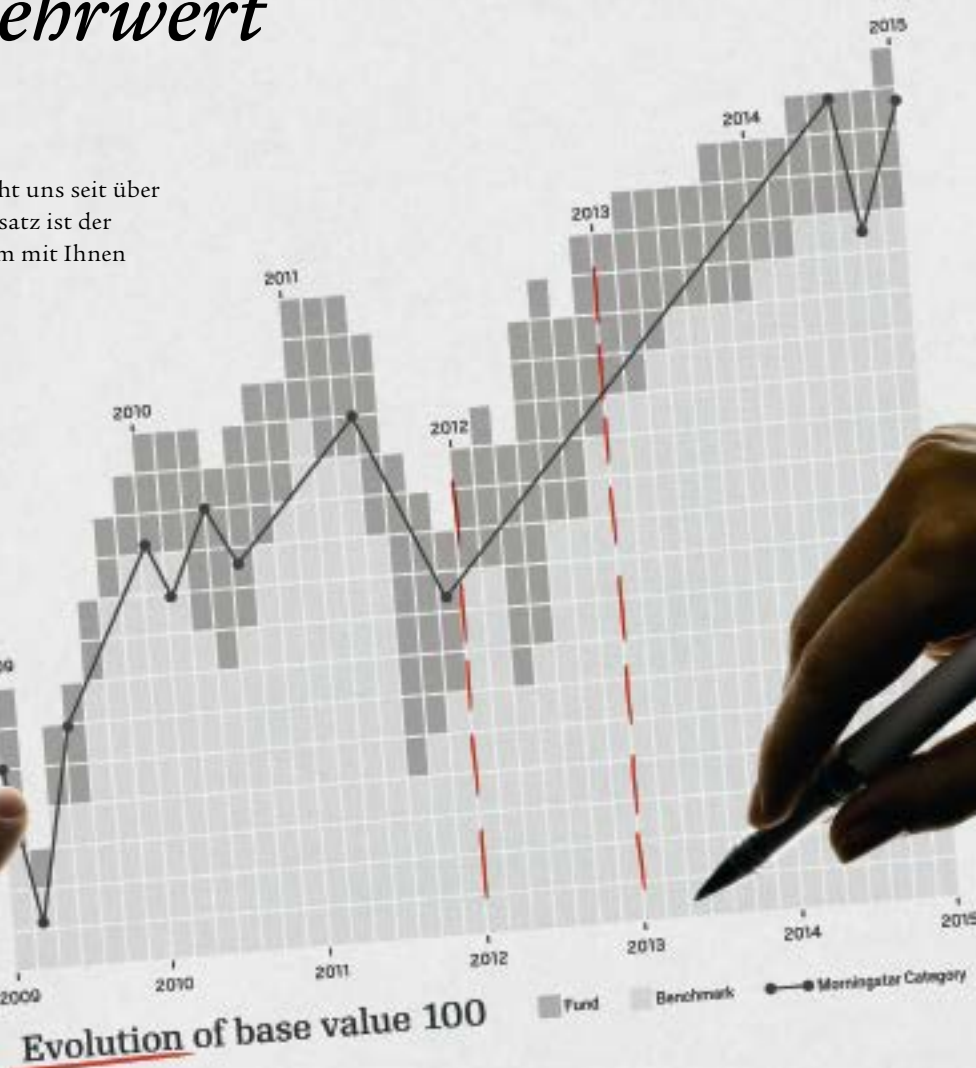 ehrwert
ht uns seit über
satz ist der
m mit Ihnen
2015
2014
2013
2011
2010
2012
09
2009
2010
2011
2012
2013
2014
2015
Evolution of base value 100
Fund
Benchmark
Morningstar Category